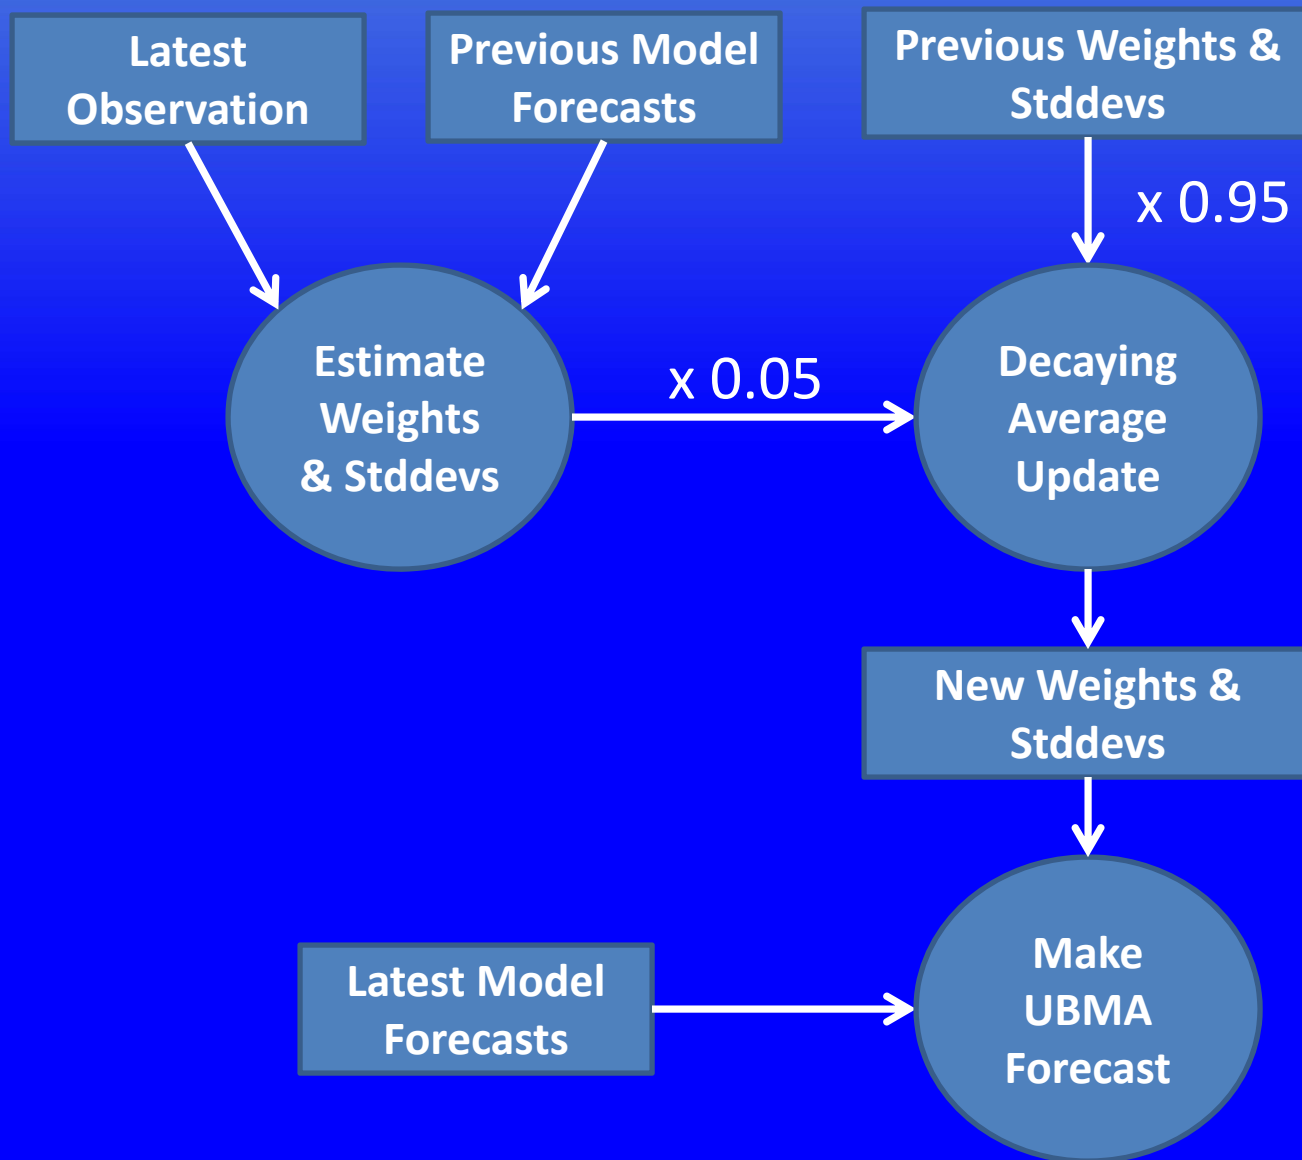 Latest
Observation
Previous Model
Forecasts
Previous Weights &
Stddevs
x 0.95
Estimate
Weights
& Stddevs
x 0.05
Decaying
Average
Update
New Weights &
Stddevs
Latest Model
Forecasts
Make
UBMA
Forecast